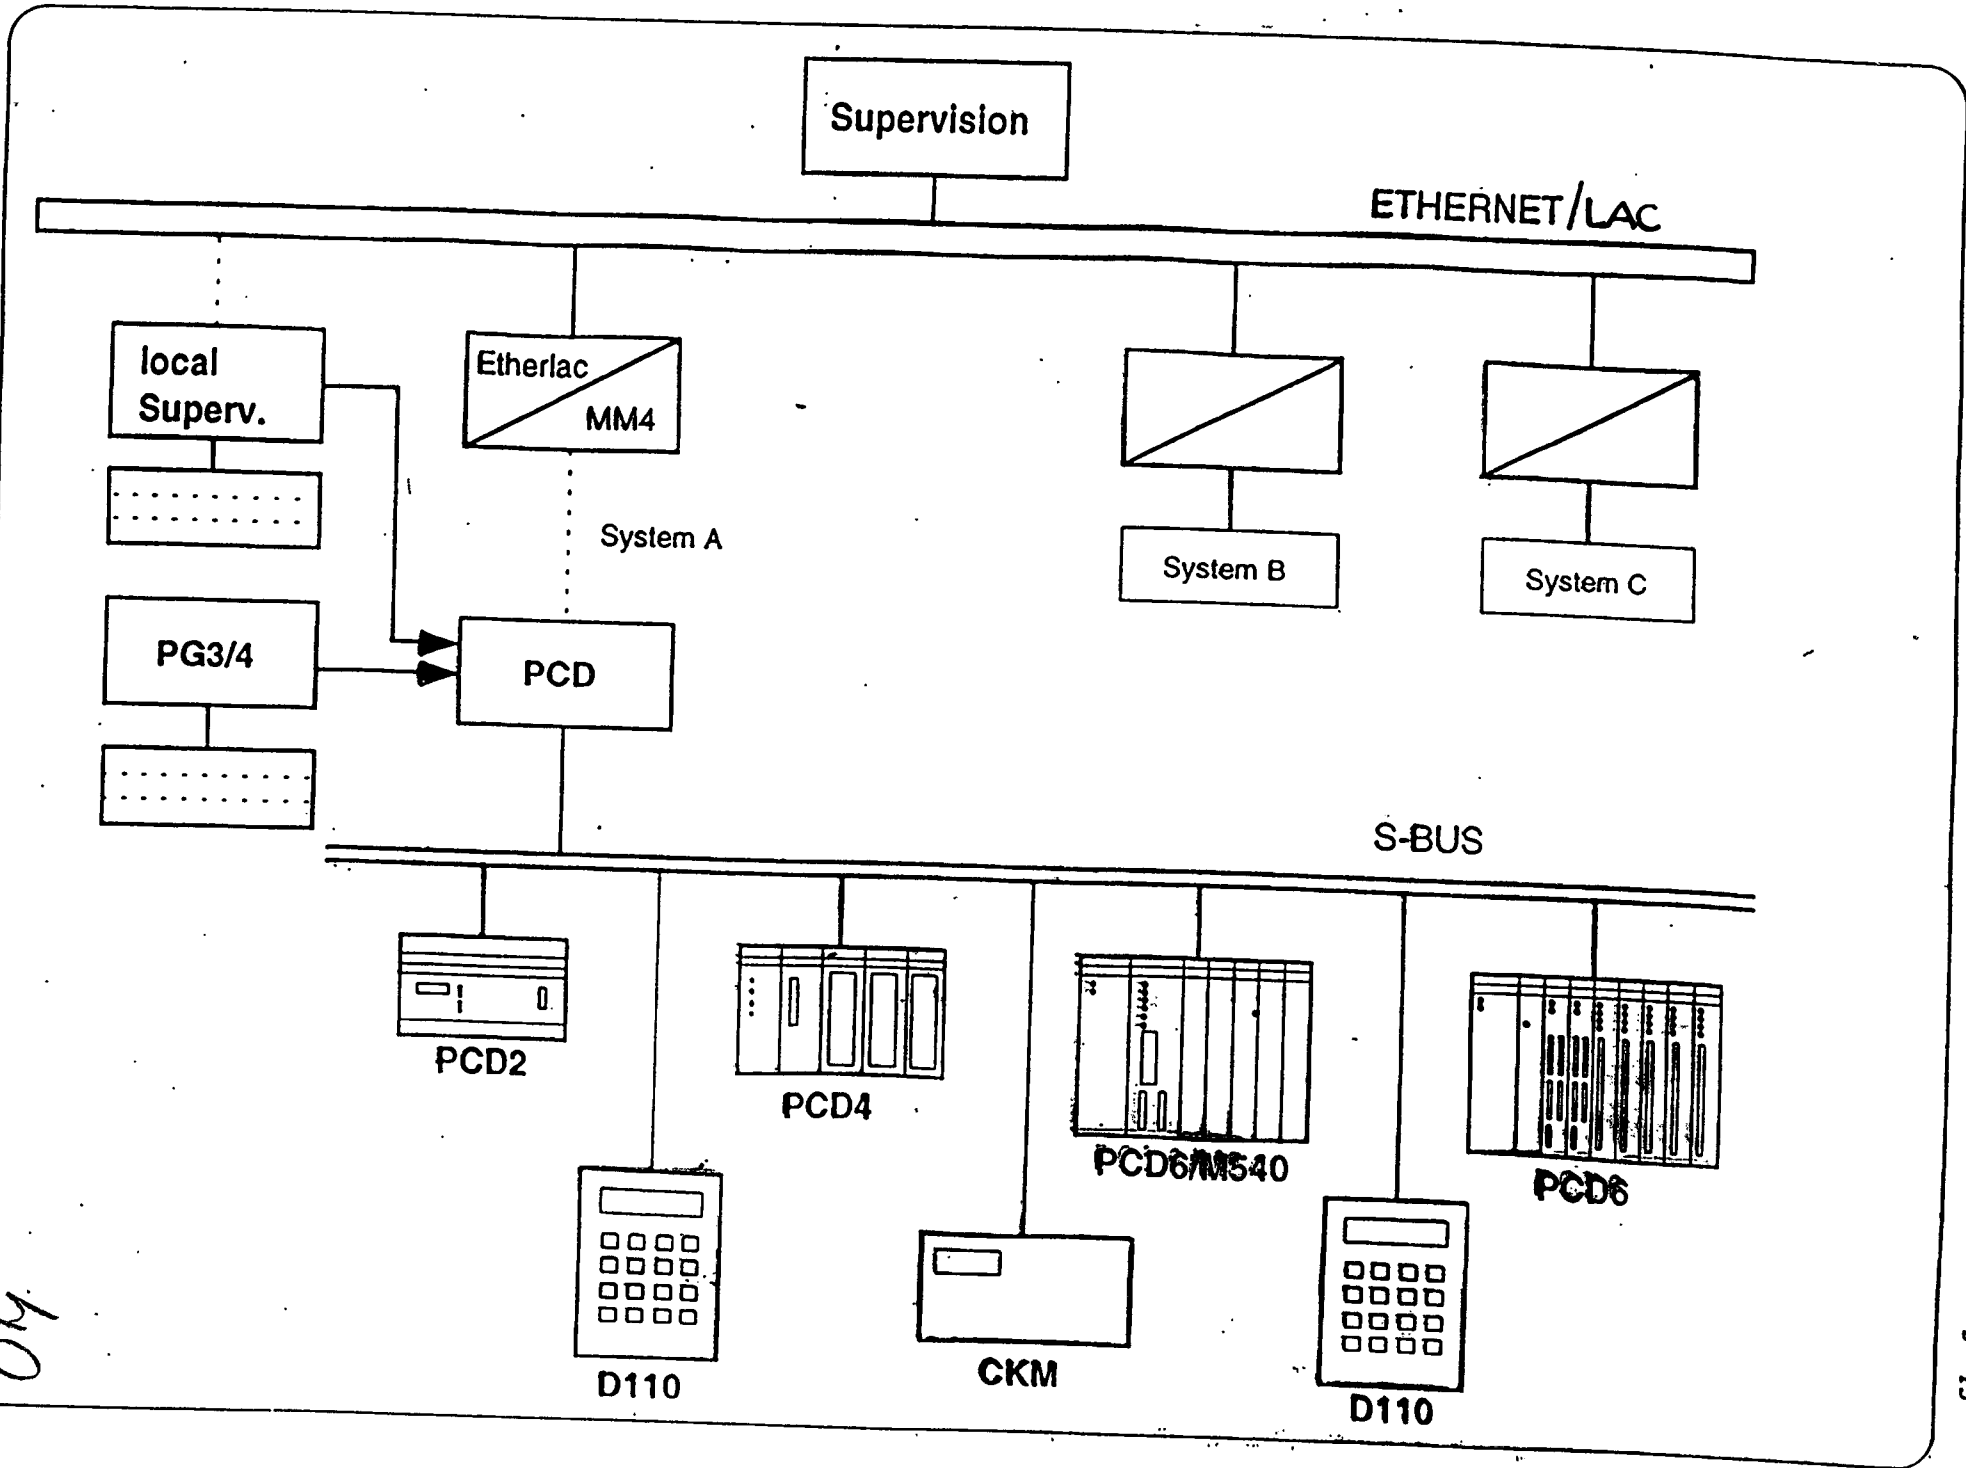 Supervision
ETHERNET/LAC
local
Superv.
Etherlac
MM4
System A
System B
System C
PG3/4
PCD
S-BUS
PCD2
PCD4
PCD6/M540
PCD6
D110
CKM
D110